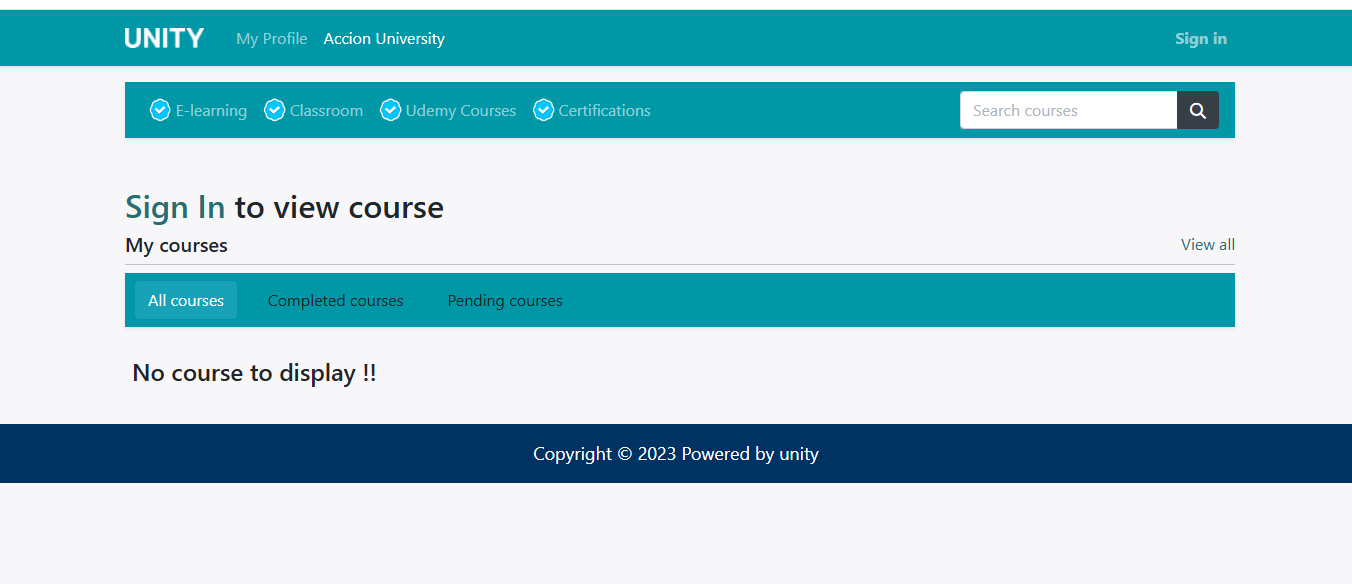 UNITY My Profile Accion University Sign in
E-learning Classroom Udemy Courses Certifications Search courses
Sign In to view course
My courses View all
All courses Completed courses Pending courses
No course to display !!
Copyright © 2023 Powered by unity